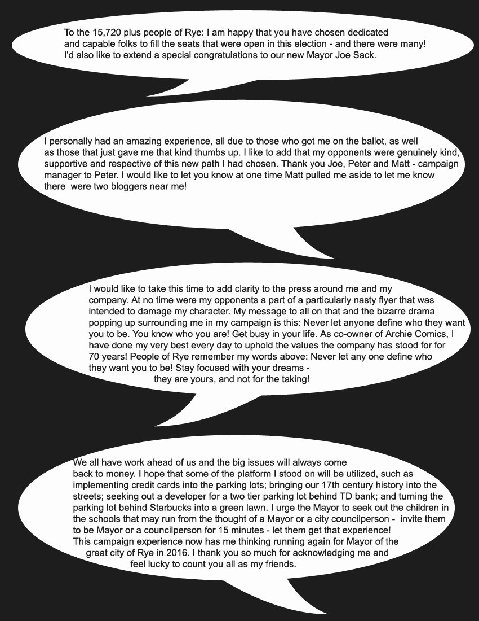 To the 15,720 plus people of Rye: I am happy that you have chosen dedicated
and capable folks to fill the seats that were open in this election - and there were many!
I'd also like to extend a special congratulations to our new Mayor Joe Sack.
I personally had an amazing experience, all due to those who got me on the ballot, as well
as those that just gave me that kind thumbs up. I like to add that my opponents were genuinely kind,
supportive and respective of this new path I had chosen. Thank you Joe, Peter and Matt - campaign
manager to Peter. I would like to let you know at one time Matt pulled me aside to let me know
there were two bloggers near me!
I would like to take this time to add clarity to the press around me and my
company. At no time were my opponents a part of a particularly nasty flyer that was
intended to damage my character. My message to all on that and the bizarre drama
popping up surrounding me in my campaign is this: Never let anyone define who they want
you to be. You know who you are! Get busy in your life. As co-owner of Archie Comics, I
have done my very best every day to uphold the values the company has stood for for
70 years! People of Rye remember my words above: Never let any one define who
they want you to be! Stay focused with your dreams -
they are yours, and not for the taking!
We all have work ahead of us and the big issues will always come
back to money. I hope that some of the platform I stood on will be utilized, such as
implementing credit cards into the parking lots; bringing our 17th century history into the
streets; seeking out a developer for a two tier parking lot behind TD bank; and turning the
parking lot behind Starbucks into a green lawn. I urge the Mayor to seek out the children in
the schools that may run from the thought of a Mayor or a city councilperson - invite them
to be Mayor or a councilperson for 15 minutes - let them get that experience!
This campaign experience now has me thinking running again for Mayor of the
great city of Rye in 2016. I thank you so much for acknowledging me and
feel lucky to count you all as my friends.